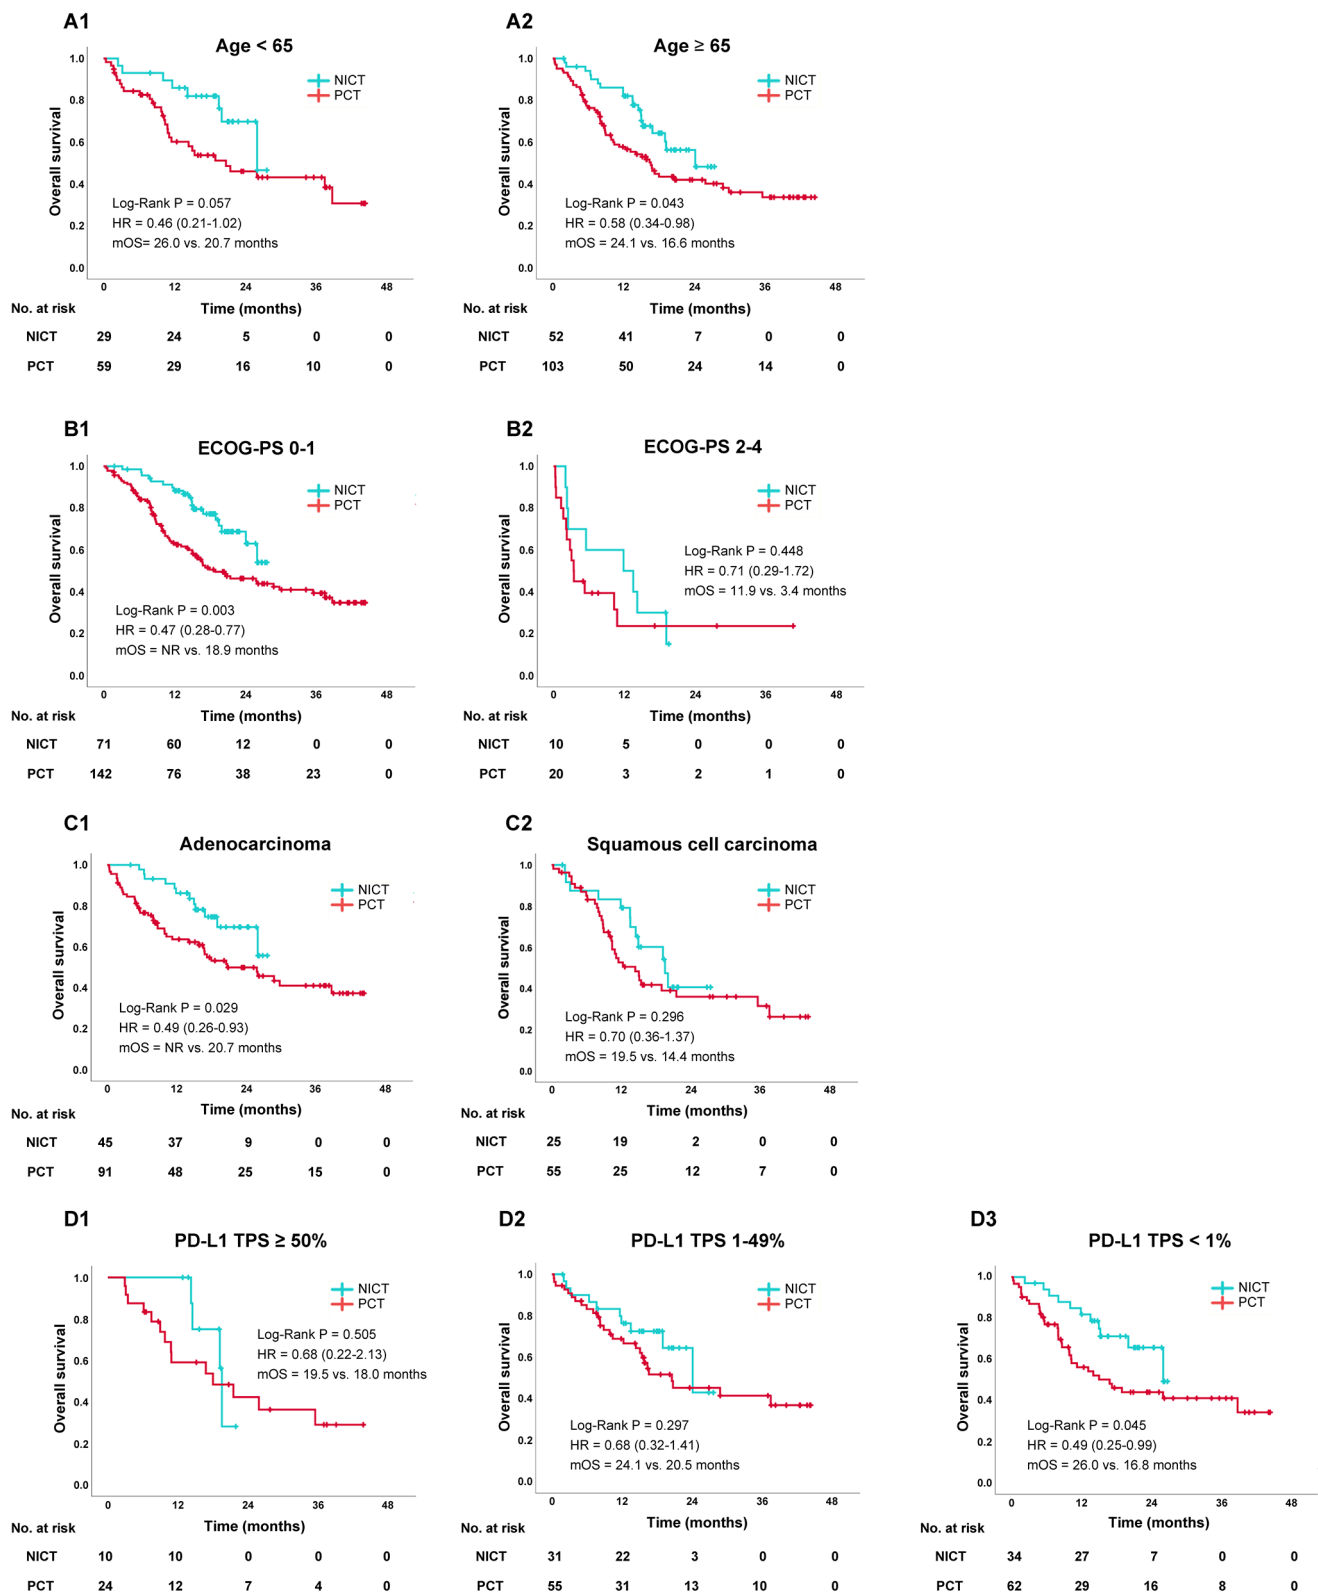 A1
Age < 65
1.0
0.8
0.6
0.4
0.2
0.0
Overall survival
NICT
PCT
Log-Rank P = 0.057
HR = 0.46 (0.21-1.02)
mOS= 26.0 vs. 20.7 months
0 12 24 36 48
No. at risk
Time (months)
NICT 29 24 5 0 0
PCT 59 29 16 10 0
A2
Age ≥ 65
1.0
0.8
0.6
0.4
0.2
0.0
Overall survival
NICT
PCT
Log-Rank P = 0.043
HR = 0.58 (0.34-0.98)
mOS = 24.1 vs. 16.6 months
0 12 24 36 48
No. at risk
Time (months)
NICT 52 41 7 0 0
PCT 103 50 24 14 0
B1
ECOG-PS 0-1
1.0
0.8
0.6
0.4
0.2
0.0
Overall survival
NICT
PCT
Log-Rank P = 0.003
HR = 0.47 (0.28-0.77)
mOS = NR vs. 18.9 months
0 12 24 36 48
No. at risk
Time (months)
NICT 71 60 12 0 0
PCT 142 76 38 23 0
B2
ECOG-PS 2-4
1.0
0.8
0.6
0.4
0.2
0.0
Overall survival
NICT
PCT
Log-Rank P = 0.448
HR = 0.71 (0.29-1.72)
mOS = 11.9 vs. 3.4 months
0 12 24 36 48
No. at risk
Time (months)
NICT 10 5 0 0 0
PCT 20 3 2 1 0
C1
Adenocarcinoma
1.0
0.8
0.6
0.4
0.2
0.0
Overall survival
NICT
PCT
Log-Rank P = 0.029
HR = 0.49 (0.26-0.93)
mOS = NR vs. 20.7 months
0 12 24 36 48
No. at risk
Time (months)
NICT 45 37 9 0 0
PCT 91 48 25 15 0
C2
Squamous cell carcinoma
1.0
0.8
0.6
0.4
0.2
0.0
Overall survival
NICT
PCT
Log-Rank P = 0.296
HR = 0.70 (0.36-1.37)
mOS = 19.5 vs. 14.4 months
0 12 24 36 48
No. at risk
Time (months)
NICT 25 19 2 0 0
PCT 55 25 12 7 0
D1
PD-L1 TPS ≥ 50%
1.0
0.8
0.6
0.4
0.2
0.0
Overall survival
NICT
PCT
Log-Rank P = 0.505
HR = 0.68 (0.22-2.13)
mOS = 19.5 vs. 18.0 months
0 12 24 36 48
No. at risk
Time (months)
NICT 10 10 0 0 0
PCT 24 12 7 4 0
D2
PD-L1 TPS 1-49%
1.0
0.8
0.6
0.4
0.2
0.0
Overall survival
NICT
PCT
Log-Rank P = 0.297
HR = 0.68 (0.32-1.41)
mOS = 24.1 vs. 20.5 months
0 12 24 36 48
No. at risk
Time (months)
NICT 31 22 3 0 0
PCT 55 31 13 10 0
D3
PD-L1 TPS < 1%
1.0
0.8
0.6
0.4
0.2
0.0
Overall survival
NICT
PCT
Log-Rank P = 0.045
HR = 0.49 (0.25-0.99)
mOS = 26.0 vs. 16.8 months
0 12 24 36 48
No. at risk
Time (months)
NICT 34 27 7 0 0
PCT 62 29 16 8 0